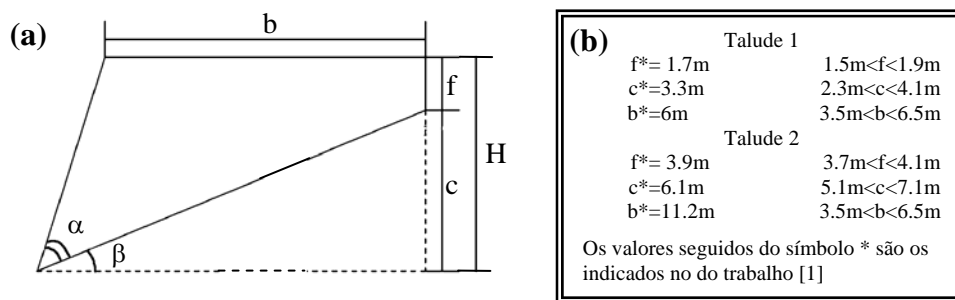 (a)
b
f
H
c
α
β
(b)
Talude 1
f*= 1.7m 1.5m<f<1.9m
c*=3.3m 2.3m<c<4.1m
b*=6m 3.5m<b<6.5m
Talude 2
f*= 3.9m 3.7m<f<4.1m
c*=6.1m 5.1m<c<7.1m
b*=11.2m 3.5m<b<6.5m
Os valores seguidos do símbolo * são os
indicados no do trabalho [1]